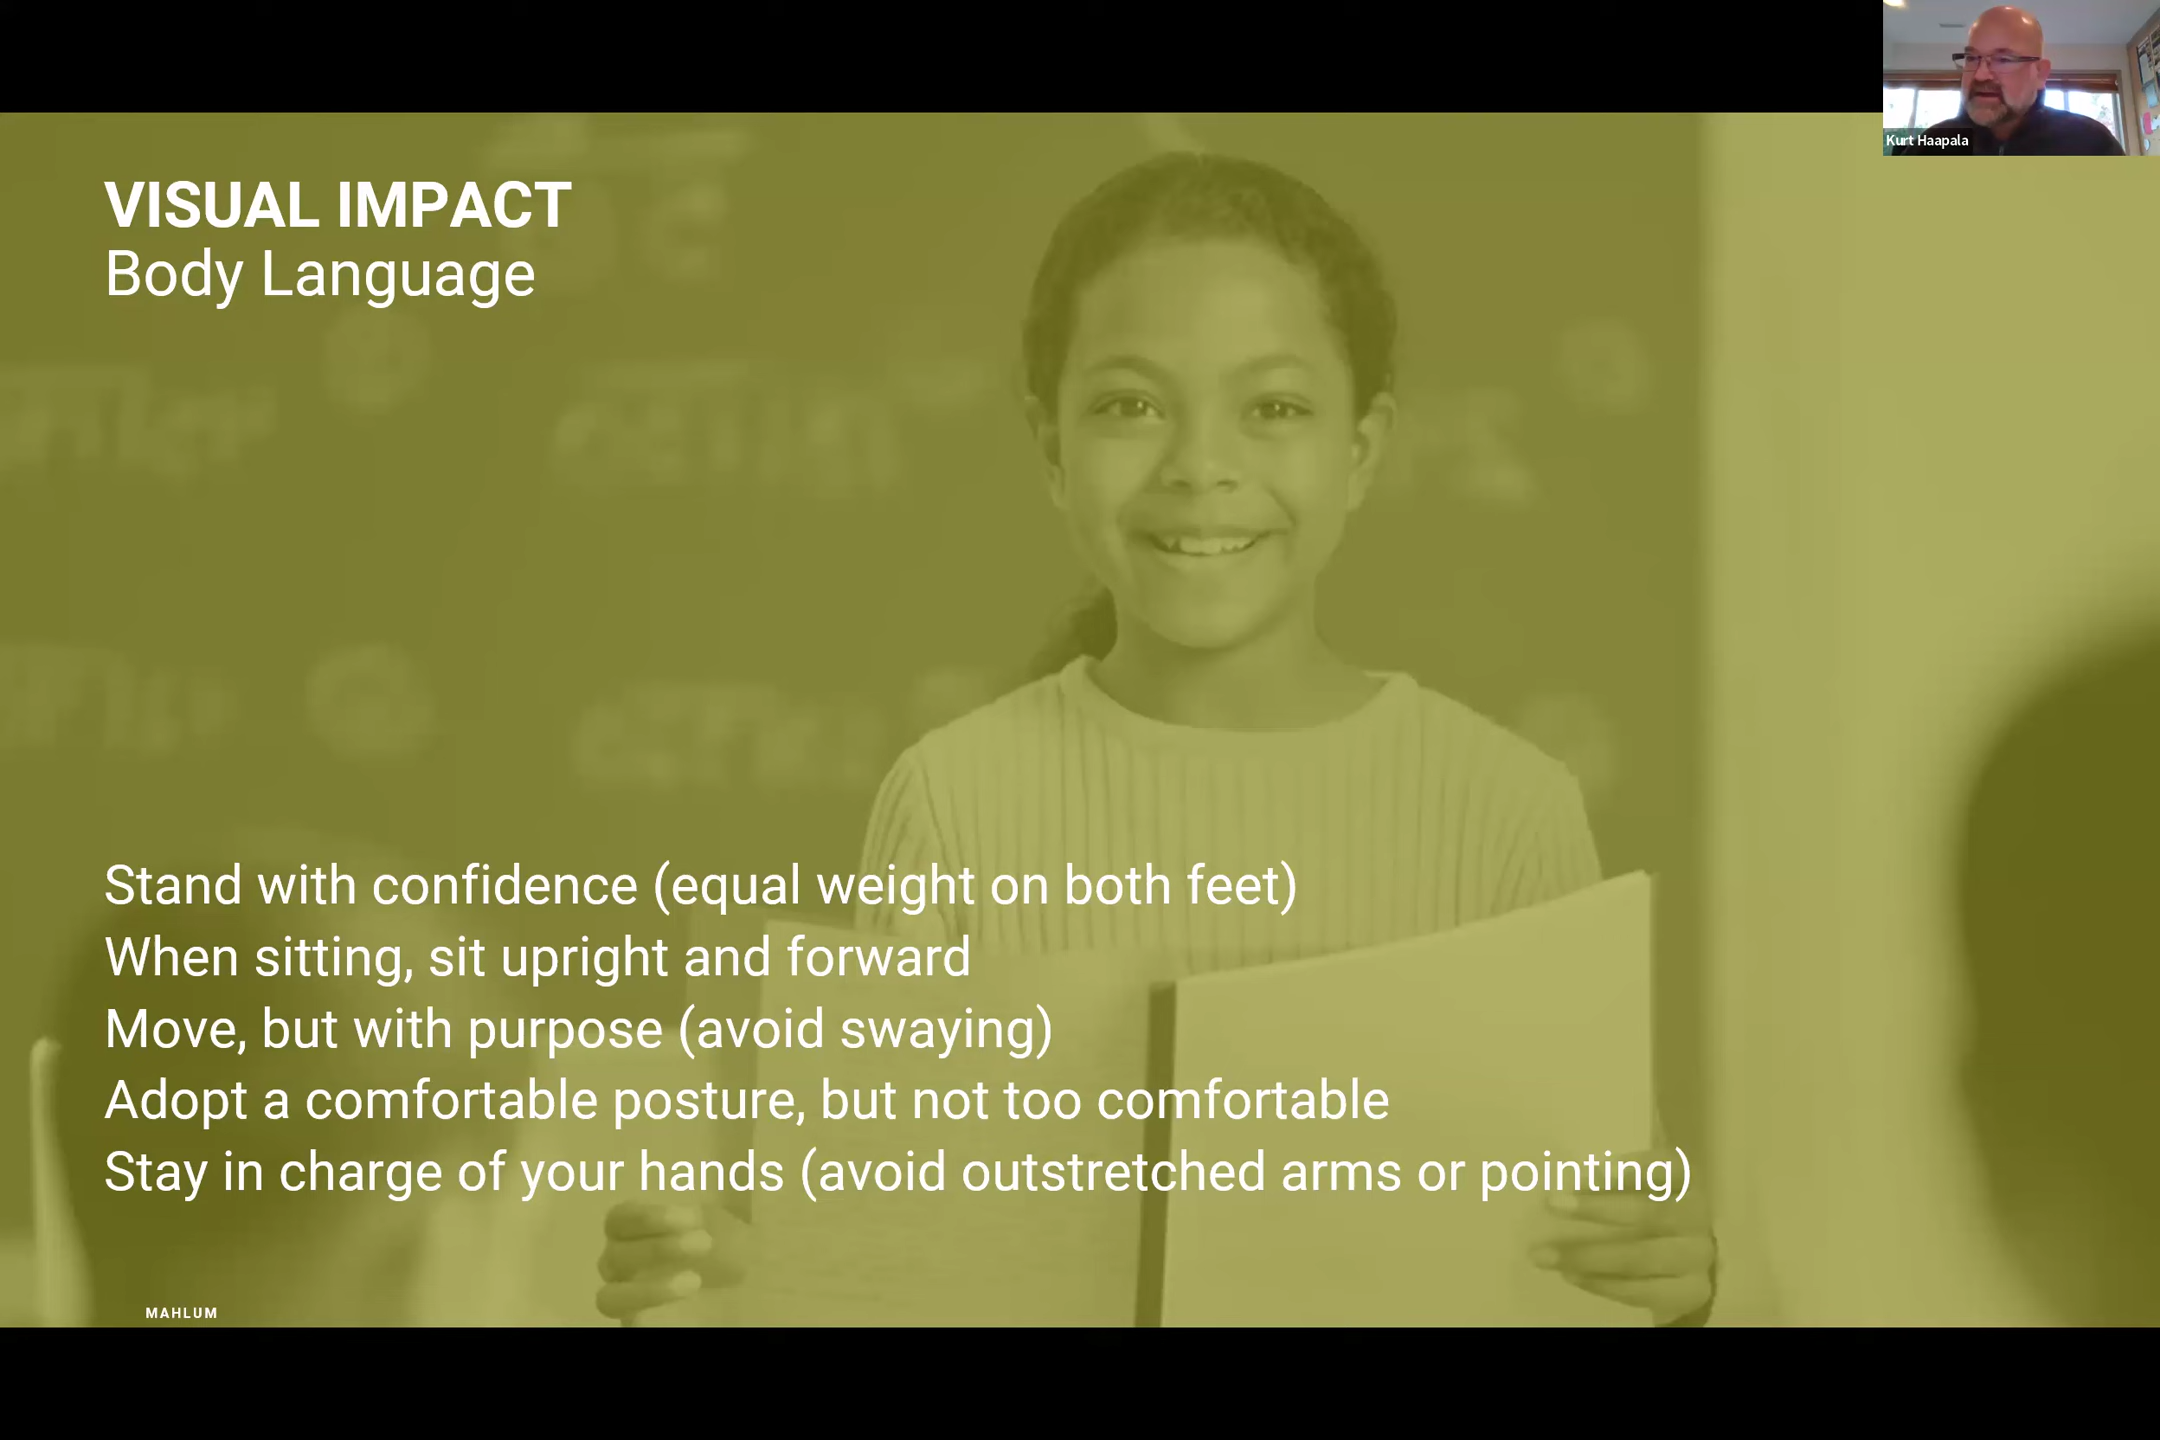 Kurt Haapala
VISUAL IMPACT
Body Language
Stand with confidence (equal weight on both feet)
When sitting, sit upright and forward
Move, but with purpose (avoid swaying)
Adopt a comfortable posture, but not too comfortable
Stay in charge of your hands (avoid outstretched arms or pointing)
MAHLUM